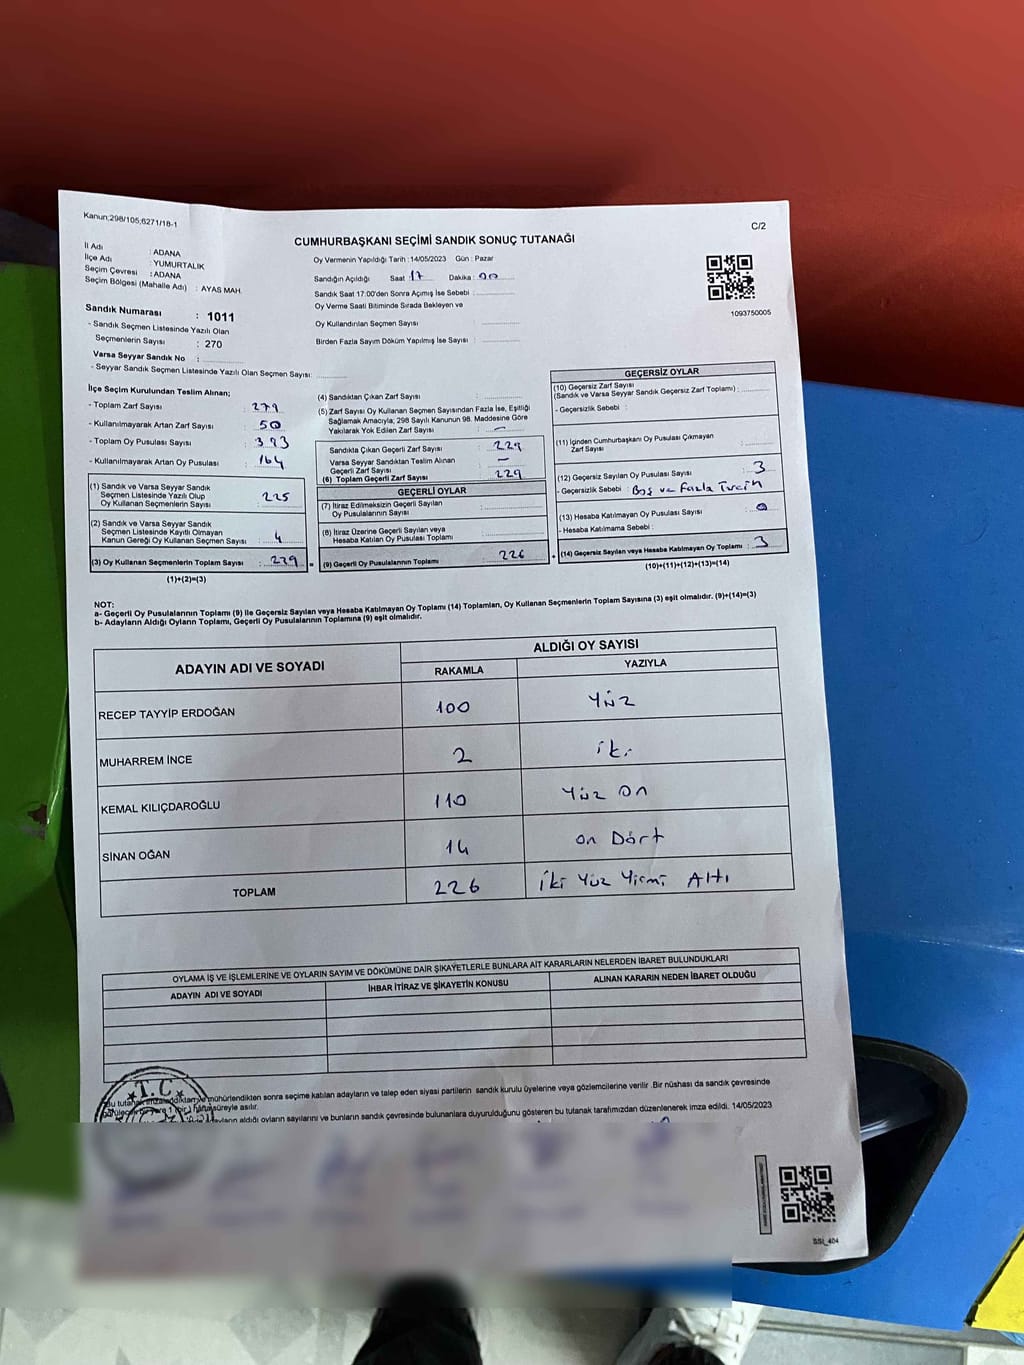 Kanun;298/105;6271/18-1
C/2
CUMHURBAŞKANI SEÇİMİ SANDIK SONUÇ TUTANAĞI
İl Adı : ADANA
İlçe Adı : YUMURTALIK
Seçim Çevresi : ADANA
Seçim Bölgesi (Mahalle Adı) : AYAS MAH.
Oy Vermenin Yapıldığı Tarih : 14/05/2023 Gün : Pazar
Sandığın Açıldığı Saat : 17 Dakika : 00
Sandık Saat 17:00'den Sonra Açımış İse Sebebi :
Oy Verme Saati Bitiminde Sırada Bekleyen ve
Oy Kullandırılan Seçmen Sayısı :
Birden Fazla Sayım Döküm Yapılmış İse Sayısı :
1093750005
Sandık Numarası : 1011
- Sandık Seçmen Listesinde Yazılı Olan
Seçmenlerin Sayısı : 270
Varsa Seyyar Sandık No :
- Seyyar Sandık Seçmen Listesinde Yazılı Olan Seçmen Sayısı:
İlçe Seçim Kurulundan Teslim Alınan;
- Toplam Zarf Sayısı : 279
- Kullanılmayarak Artan Zarf Sayısı : 50
- Toplam Oy Pusulası Sayısı : 393
- Kullanılmayarak Artan Oy Pusulası : 164
(1) Sandık ve Varsa Seyyar Sandık
Seçmen Listesinde Yazılı Olup
Oy Kullanan Seçmenlerin Sayısı : 225
(2) Sandık ve Varsa Seyyar Sandık
Seçmen Listesinde Kayıtlı Olmayan
Kanun Gereği Oy Kullanan Seçmen Sayısı : 4
(3) Oy Kullanan Seçmenlerin Toplam Sayısı : 229
(1)+(2)=(3)
(4) Sandıktan Çıkan Zarf Sayısı :
(5) Zarf Sayısı Oy Kullanan Seçmen Sayısından Fazla İse, Eşitliği
Sağlamak Amacıyla; 298 Sayılı Kanunun 98. Maddesine Göre
Yakılarak Yok Edilen Zarf Sayısı : –
Sandıkta Çıkan Geçerli Zarf Sayısı : 229
Varsa Seyyar Sandıktan Teslim Alınan
Geçerli Zarf Sayısı : –
(6) Toplam Geçerli Zarf Sayısı : 229
GEÇERLİ OYLAR
(7) İtiraz Edilmeksizin Geçerli Sayılan
Oy Pusulalarının Sayısı :
(8) İtiraz Üzerine Geçerli Sayılan veya
Hesaba Katılan Oy Pusulası Toplamı :
(9) Geçerli Oy Pusulalarının Toplamı : 226
GEÇERSİZ OYLAR
(10) Geçersiz Zarf Sayısı
(Sandık ve Varsa Seyyar Sandık Geçersiz Zarf Toplamı) :
- Geçersizlik Sebebi :
(11) İçinden Cumhurbaşkanı Oy Pusulası Çıkmayan
Zarf Sayısı :
(12) Geçersiz Sayılan Oy Pusulası Sayısı : 3
- Geçersizlik Sebebi : Boş ve Fazla Tercih
(13) Hesaba Katılmayan Oy Pusulası Sayısı : 0
- Hesaba Katılmama Sebebi :
(14) Geçersiz Sayılan veya Hesaba Katılmayan Oy Toplamı : 3
(10)+(11)+(12)+(13)=(14)
NOT:
a- Geçerli Oy Pusulalarının Toplamı (9) ile Geçersiz Sayılan veya Hesaba Katılmayan Oy Toplamı (14) Toplamları, Oy Kullanan Seçmenlerin Toplam Sayısına (3) eşit olmalıdır. (9)+(14)=(3)
b- Adayların Aldığı Oyların Toplamı, Geçerli Oy Pusulalarının Toplamına (9) eşit olmalıdır.
ADAYIN ADI VE SOYADI ALDIĞI OY SAYISI
RAKAMLA YAZIYLA
RECEP TAYYİP ERDOĞAN 100 Yüz
MUHARREM İNCE 2 iki
KEMAL KILIÇDAROĞLU 110 Yüz On
SİNAN OĞAN 14 on Dört
TOPLAM 226 iki Yüz Yirmi Altı
OYLAMA İŞ VE İŞLEMLERİNE VE OYLARIN SAYIM VE DÖKÜMÜNE DAİR ŞİKAYETLERLE BUNLARA AİT KARARLARIN NELERDEN İBARET BULUNDUKLARI
ADAYIN ADI VE SOYADI İHBAR İTİRAZ VE ŞİKAYETİN KONUSU ALINAN KARARIN NEDEN İBARET OLDUĞU
T.C.
mühürlendikten sonra seçime katılan adayların ve talep eden siyasi partilerin sandık kurulu üyelerine veya gözlemcilerine verilir .Bir nüshası da sandık çevresinde
süreyle asılır.
aldığı oyların sayılarını ve bunların sandık çevresinde bulunanlara duyurulduğunu gösteren bu tutanak tarafımızdan düzenlenerek imza edildi. 14/05/2023
SSt_404